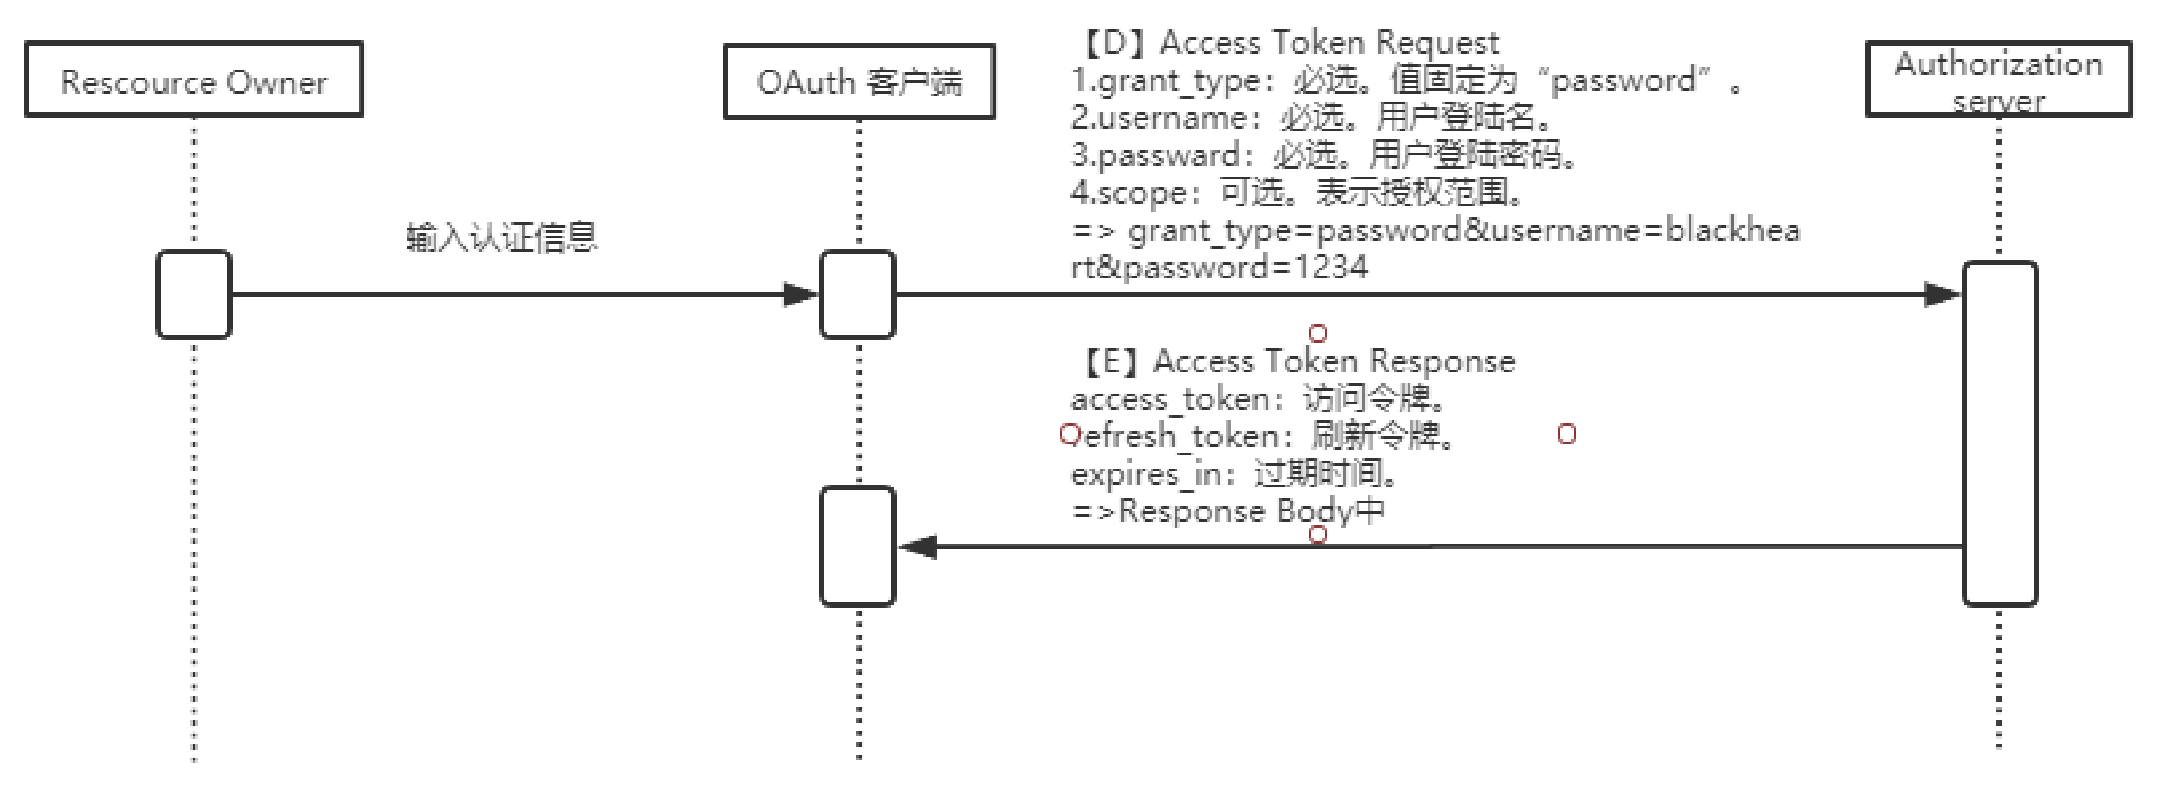 Rescource Owner
OAuth 客户端
Authorization
server
【D】Access Token Request
1.grant_type：必选。值固定为“password”。
2.username：必选。用户登陆名。
3.passward：必选。用户登陆密码。
4.scope：可选。表示授权范围。
=> grant_type=password&username=blackhea
rt&password=1234
输入认证信息
【E】Access Token Response
access_token：访问令牌。
refresh_token：刷新令牌。
expires_in：过期时间。
=>Response Body中